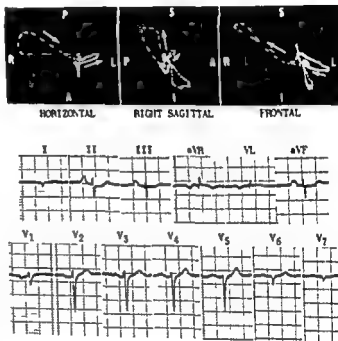 P S S
R L P A R L
A I I
HORIZONTAL RIGHT SAGITTAL FRONTAL
I II III aVR VL aVF
V1 V2 V3 V4 V5 V6 V7